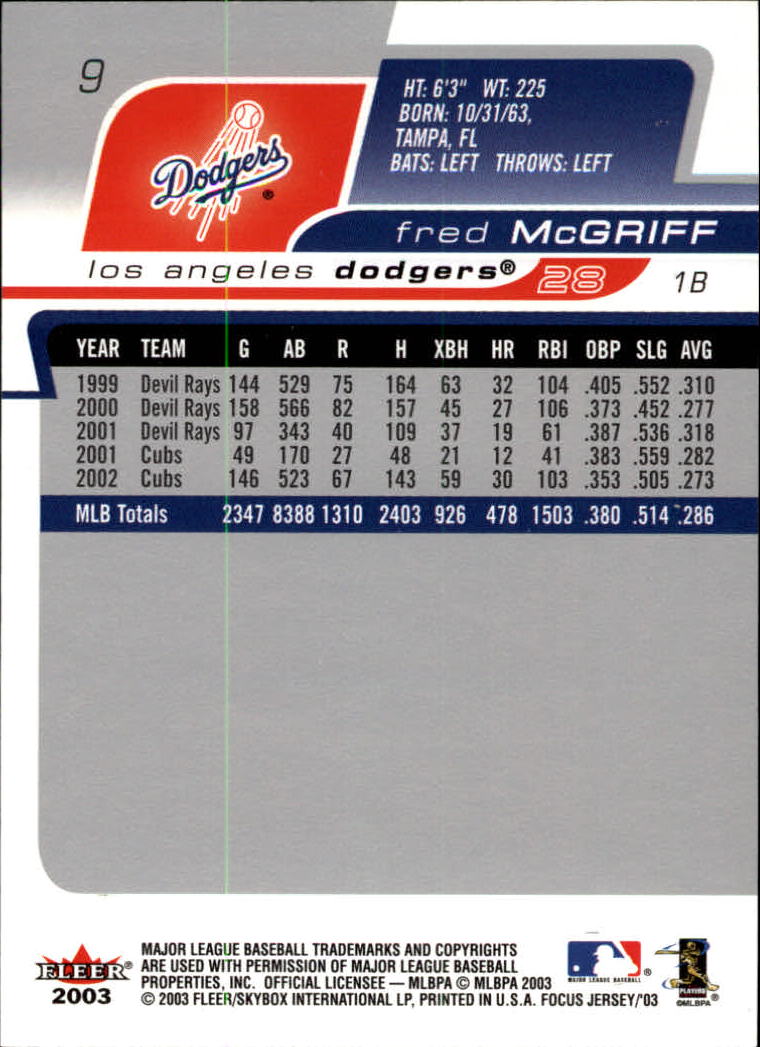 9
Dodgers®
HT: 6'3" WT: 225
BORN: 10/31/63,
TAMPA, FL
BATS: LEFT THROWS: LEFT
fred McGRIFF
los angeles dodgers® 28 1B
YEAR TEAM G AB R H XBH HR RBI OBP SLG AVG
1999 Devil Rays 144 529 75 164 63 32 104 .405 .552 .310
2000 Devil Rays 158 566 82 157 45 27 106 .373 .452 .277
2001 Devil Rays 97 343 40 109 37 19 61 .387 .536 .318
2001 Cubs 49 170 27 48 21 12 41 .383 .559 .282
2002 Cubs 146 523 67 143 59 30 103 .353 .505 .273
MLB Totals 2347 8388 1310 2403 926 478 1503 .380 .514 .286
FLEER®
2003
MAJOR LEAGUE BASEBALL TRADEMARKS AND COPYRIGHTS
ARE USED WITH PERMISSION OF MAJOR LEAGUE BASEBALL
PROPERTIES, INC. OFFICIAL LICENSEE — MLBPA © MLBPA 2003
© 2003 FLEER/SKYBOX INTERNATIONAL LP, PRINTED IN U.S.A. FOCUS JERSEY/'03
MAJOR LEAGUE BASEBALL®
PLAYERS®
©MLBPA